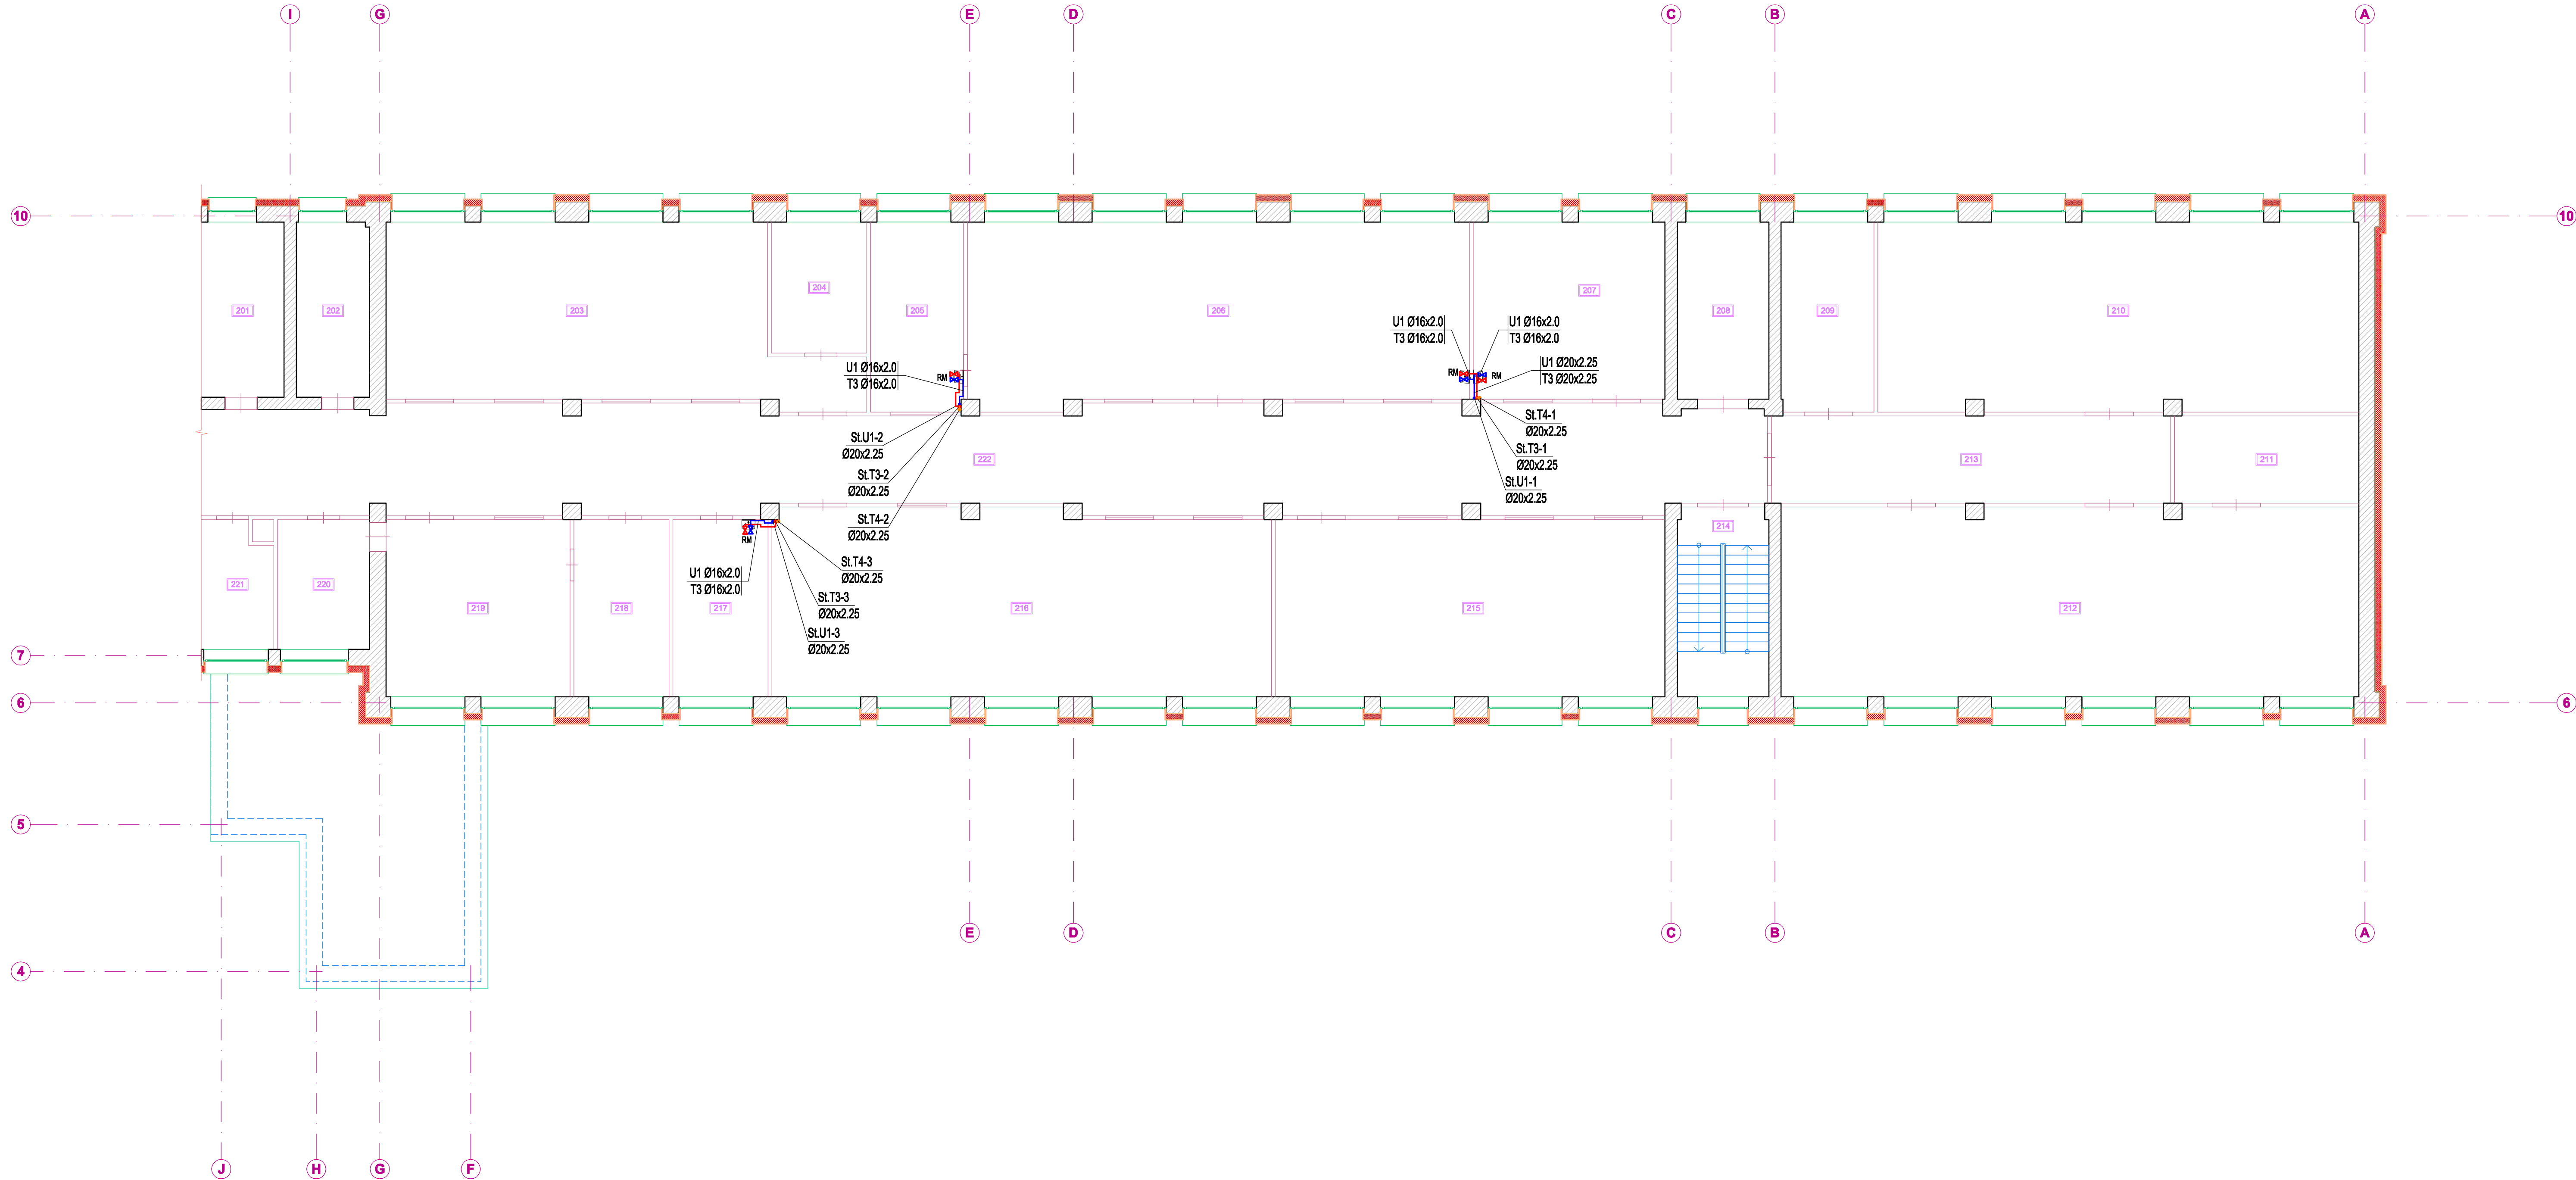 I
G
E
D
C
B
A
10
10
201
202
203
204
205
206
207
208
209
210
U1 Ø16x2.0
T3 Ø16x2.0
RM
U1 Ø16x2.0
T3 Ø16x2.0
RM
U1 Ø16x2.0
T3 Ø16x2.0
RM
U1 Ø20x2.25
T3 Ø20x2.25
St.T4-1
Ø20x2.25
St.T3-1
Ø20x2.25
St.U1-1
Ø20x2.25
St.U1-2
Ø20x2.25
St.T3-2
Ø20x2.25
St.T4-2
Ø20x2.25
222
213
211
214
RM
U1 Ø16x2.0
T3 Ø16x2.0
St.T4-3
Ø20x2.25
St.T3-3
Ø20x2.25
St.U1-3
Ø20x2.25
221
220
219
218
217
216
215
212
7
6
6
5
4
E
D
C
B
A
J
H
G
F